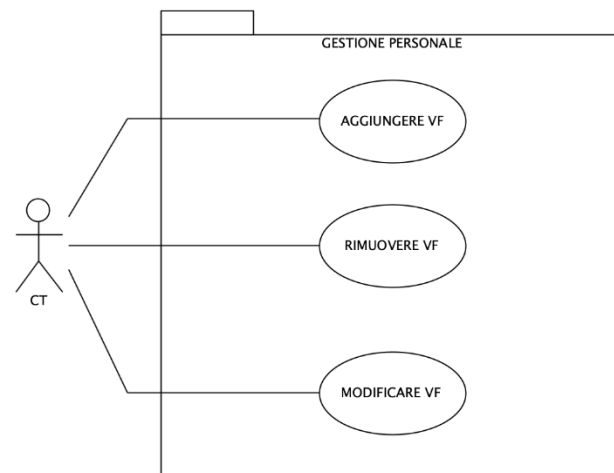 GESTIONE PERSONALE
AGGIUNGERE VF
RIMUOVERE VF
CT
MODIFICARE VF